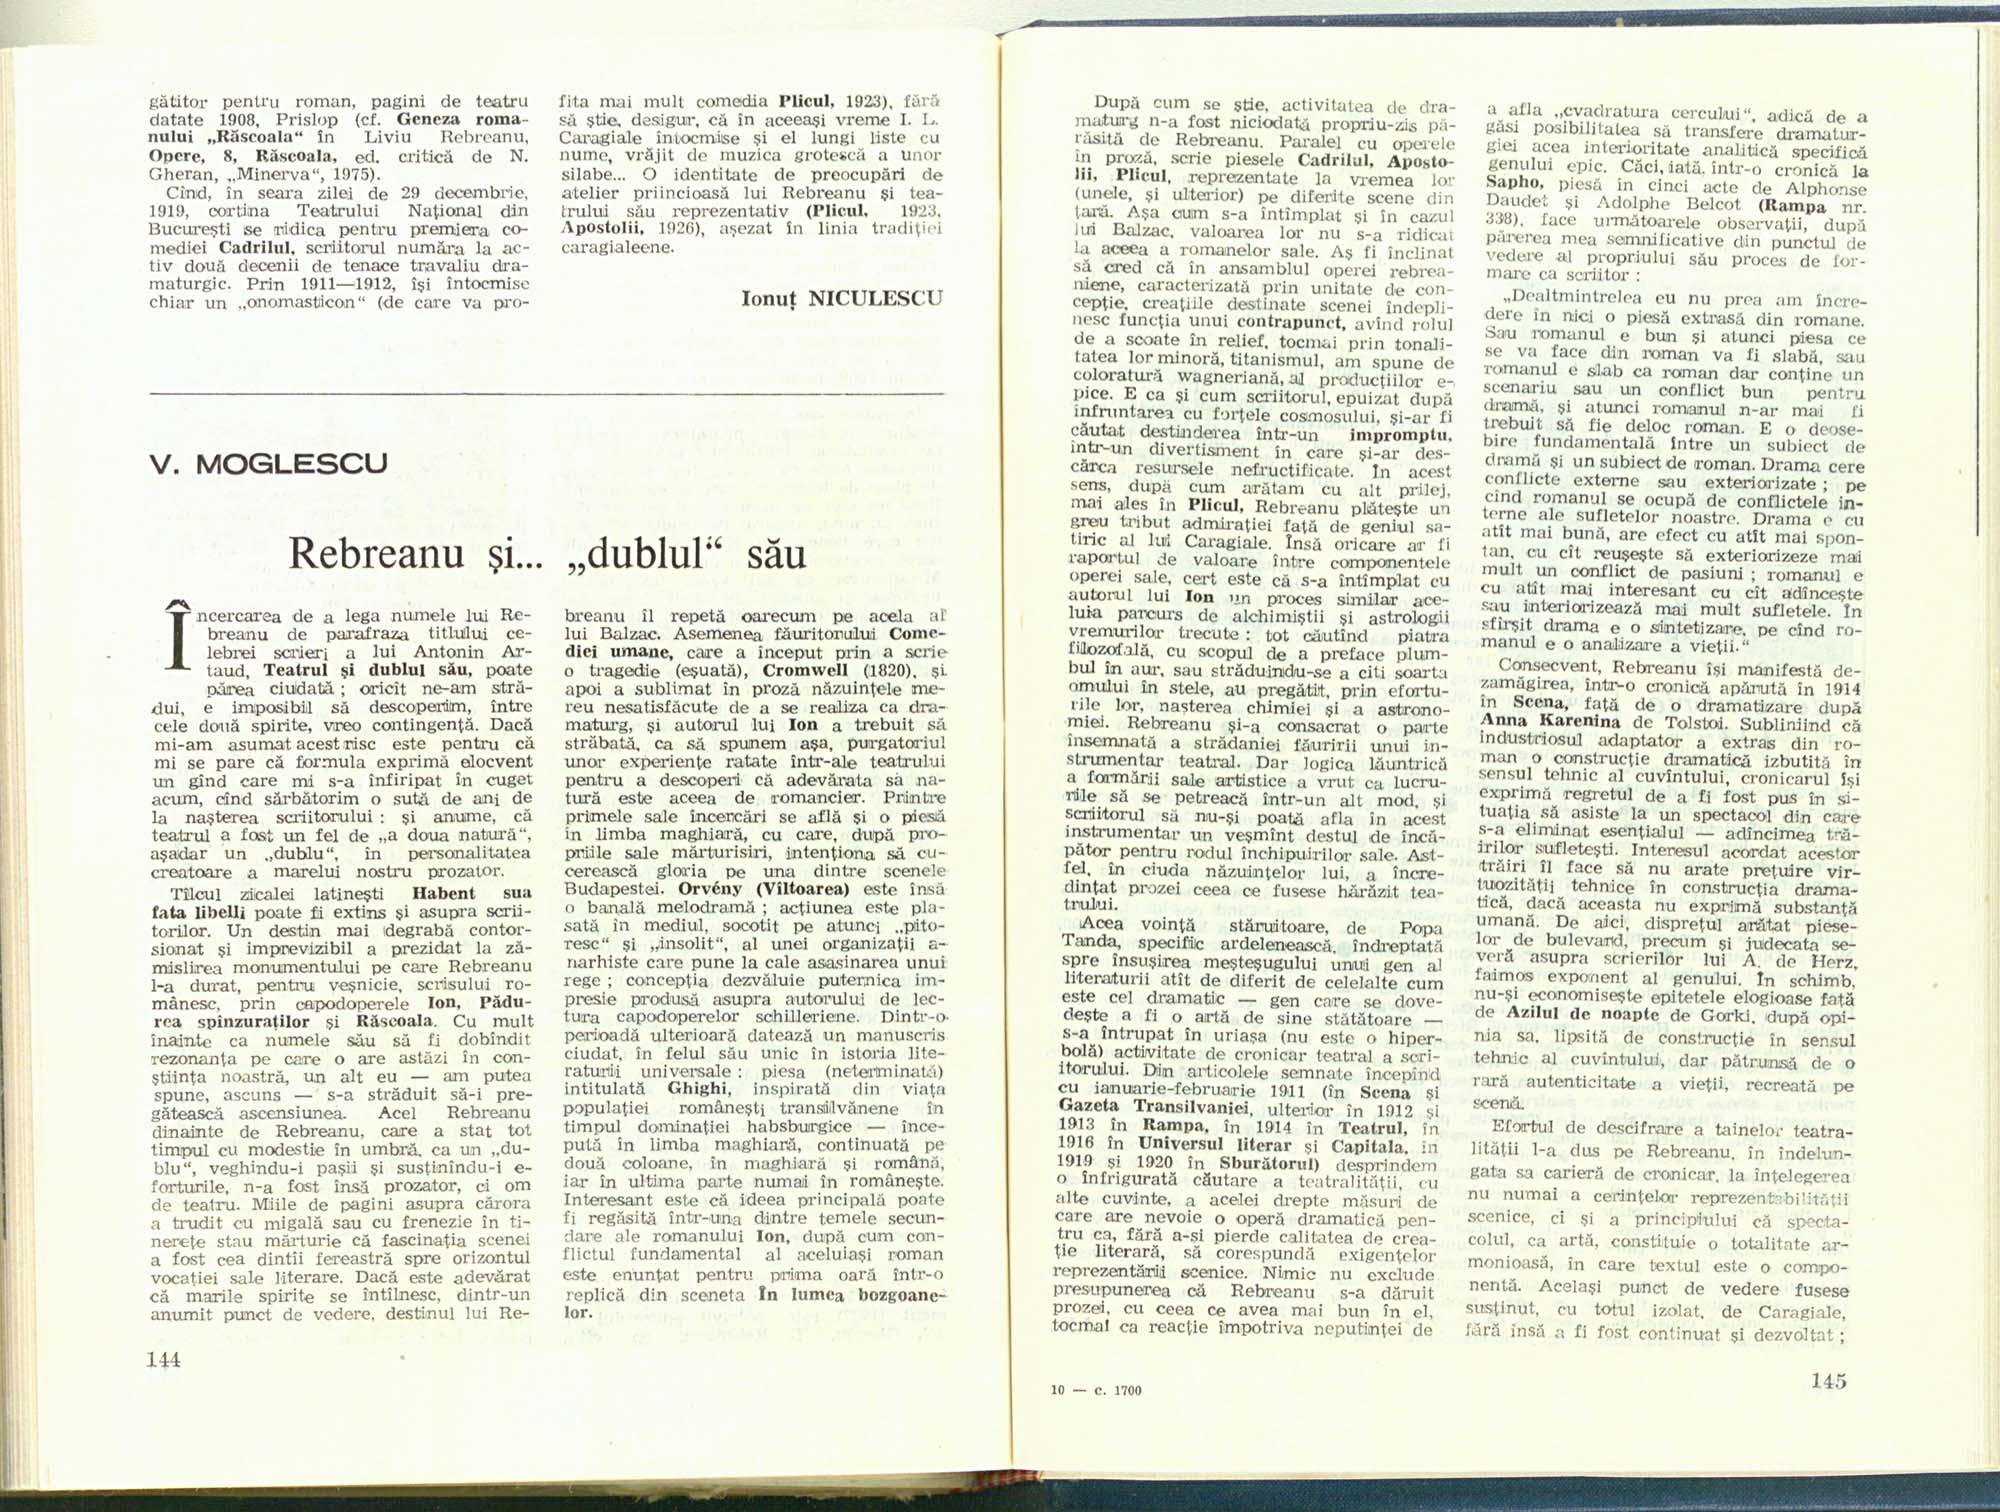 gătitor pentru roman, pagini de teatru
datate 1908, Prislop (cf. Geneza roma-
nului „Răscoala“ în Liviu Rebreanu,
Opere, 8, Răscoala, ed. critică de N.
Gheran, „Minerva“, 1975).
Cînd, în seara zilei de 29 decembrie,
1919, cortina Teatrului Național din
București se ridica pentru premiera co-
mediei Cadrilul, scriitorul număra la ac-
tiv două decenii de tenace travaliu dra-
maturgic. Prin 1911—1912, își întocmise
chiar un „onomasticon“ (de care va pro-
fita mai mult comedia Plicul, 1923), fără
să știe, desigur, că în aceeași vreme I. L.
Caragiale întocmise și el lungi liste cu
nume, vrăjit de muzica grotescă a unor
silabe... O identitate de preocupări de
atelier priincioasă lui Rebreanu și tea-
trului său reprezentativ (Plicul, 1923,
Apostolii, 1926), așezat în linia tradiției
caragialeene.
Ionuț NICULESCU
V. MOGLESCU
Rebreanu și... „dublul“ său
Încercarea de a lega numele lui Re-
breanu de parafraza titlului ce-
lebrei scrieri a lui Antonin Ar-
taud, Teatrul și dublul său, poate
părea ciudată ; oricît ne-am stră-
dui, e imposibil să descoperim, între
cele două spirite, vreo contingență. Dacă
mi-am asumat acest risc este pentru că
mi se pare că formula exprimă elocvent
un gînd care mi s-a înfiripat în cuget
acum, cînd sărbătorim o sută de ani de
la nașterea scriitorului : și anume, că
teatrul a fost un fel de „a doua natură“,
așadar un „dublu“, în personalitatea
creatoare a marelui nostru prozator.
Tîlcul zicalei latinești Habent sua
fata libelli poate fi extins și asupra scrii-
torilor. Un destin mai degrabă contor-
sionat și imprevizibil a prezidat la ză-
mislirea monumentului pe care Rebreanu
l-a durat, pentru veșnicie, scrisului ro-
mânesc, prin capodoperele Ion, Pădu-
rea spînzuraților și Răscoala. Cu mult
înainte ca numele său să fi dobîndit
rezonanța pe care o are astăzi în con-
știința noastră, un alt eu — am putea
spune, ascuns — s-a străduit să-i pre-
gătească ascensiunea. Acel Rebreanu
dinainte de Rebreanu, care a stat tot
timpul cu modestie în umbră, ca un „du-
blu“, veghindu-i pașii și susținîndu-i e-
forturile, n-a fost însă prozator, ci om
de teatru. Miile de pagini asupra cărora
a trudit cu migală sau cu frenezie în ti-
nerețe stau mărturie că fascinația scenei
a fost cea dintîi fereastră spre orizontul
vocației sale literare. Dacă este adevărat
că marile spirite se întîlnesc, dintr-un
anumit punct de vedere, destinul lui Re-
breanu îl repetă oarecum pe acela al
lui Balzac. Asemenea făuritorului Come-
diei umane, care a început prin a scrie
o tragedie (eșuată), Cromwell (1820), și
apoi a sublimat în proză năzuințele me-
reu nesatisfăcute de a se realiza ca dra-
maturg, și autorul lui Ion a trebuit să
străbată, ca să spunem așa, purgatoriul
unor experiențe ratate într-ale teatrului
pentru a descoperi că adevărata sa na-
tură este aceea de romancier. Printre
primele sale încercări se află și o piesă
în limba maghiară, cu care, după pro-
priile sale mărturisiri, intenționa să cu-
cerească gloria pe una dintre scenele
Budapestei. Orvény (Vîltoarea) este însă
o banală melodramă ; acțiunea este pla-
sată în mediul, socotit pe atunci „pito-
resc“ și „insolit“, al unei organizații a-
narhiste care pune la cale asasinarea unui
rege ; concepția dezvăluie puternica im-
presie produsă asupra autorului de lec-
tura capodoperelor schilleriene. Dintr-o
perioadă ulterioară datează un manuscris
ciudat, în felul său unic în istoria lite-
raturii universale : piesa (neterminată)
intitulată Ghighi, inspirată din viața
populației românești transilvănene în
timpul dominației habsburgice — înce-
pută în limba maghiară, continuată pe
două coloane, în maghiară și română,
iar în ultima parte numai în românește.
Interesant este că ideea principală poate
fi regăsită într-una dintre temele secun-
dare ale romanului Ion, după cum con-
flictul fundamental al aceluiași roman
este enunțat pentru prima oară într-o
replică din sceneta În lumea bozgoane-
lor.
144
După cum se știe, activitatea de dra-
maturg n-a fost niciodată propriu-zis pă-
răsită de Rebreanu. Paralel cu operele
în proză, scrie piesele Cadrilul, Aposto-
lii, Plicul, reprezentate la vremea lor
(unele, și ulterior) pe diferite scene din
țară. Așa cum s-a întîmplat și în cazul
lui Balzac, valoarea lor nu s-a ridicat
la aceea a romanelor sale. Aș fi înclinat
să cred că în ansamblul operei rebrea-
niene, caracterizată prin unitate de con-
cepție, creațiile destinate scenei îndepli-
nesc funcția unui contrapunct, avînd rolul
de a scoate în relief, tocmai prin tonali-
tatea lor minoră, titanismul, am spune de
coloratură wagneriană, al producțiilor e-
pice. E ca și cum scriitorul, epuizat după
înfruntarea cu forțele cosmosului, și-ar fi
căutat destinderea într-un impromptu,
într-un divertisment în care și-ar des-
cărca resursele nefructificate. În acest
sens, după cum arătam cu alt prilej,
mai ales în Plicul, Rebreanu plătește un
greu tribut admirației față de geniul sa-
tiric al lui Caragiale. Însă oricare ar fi
raportul de valoare între componentele
operei sale, cert este că s-a întîmplat cu
autorul lui Ion un proces similar ace-
luia parcurs de alchimiștii și astrologii
vremurilor trecute : tot căutînd piatra
filozofală, cu scopul de a preface plum-
bul în aur, sau străduindu-se a citi soarta
omului în stele, au pregătit, prin efortu-
rile lor, nașterea chimiei și a astrono-
miei. Rebreanu și-a consacrat o parte
însemnată a strădaniei făuririi unui in-
strumentar teatral. Dar logica lăuntrică
a formării sale artistice a vrut ca lucru-
rile să se petreacă într-un alt mod, și
scriitorul să nu-și poată afla în acest
instrumentar un veșmînt destul de încă-
pător pentru rodul închipuirilor sale. Ast-
fel, în ciuda năzuințelor lui, a încre-
dințat prozei ceea ce fusese hărăzit tea-
trului.
Acea voință stăruitoare, de Popa
Tanda, specific ardelenească, îndreptată
spre însușirea meșteșugului unui gen al
literaturii atît de diferit de celelalte cum
este cel dramatic — gen care se dove-
dește a fi o artă de sine stătătoare —
s-a întrupat în uriașa (nu este o hiper-
bolă) activitate de cronicar teatral a scri-
itorului. Din articolele semnate începînd
cu ianuarie-februarie 1911 (în Scena și
Gazeta Transilvaniei, ulterior în 1912 și
1913 în Rampa, în 1914 în Teatrul, în
1916 în Universul literar și Capitala, în
1919 și 1920 în Sburătorul) desprindem
o înfrigurată căutare a teatralității, cu
alte cuvinte, a acelei drepte măsuri de
care are nevoie o operă dramatică pen-
tru ca, fără a-și pierde calitatea de crea-
ție literară, să corespundă exigențelor
reprezentării scenice. Nimic nu exclude
presupunerea că Rebreanu s-a dăruit
prozei, cu ceea ce avea mai bun în el,
tocmai ca reacție împotriva neputinței de
a afla „cvadratura cercului“, adică de a
găsi posibilitatea să transfere dramatur-
giei acea interioritate analitică specifică
genului epic. Căci, iată, într-o cronică la
Sapho, piesă în cinci acte de Alphonse
Daudet și Adolphe Belcot (Rampa nr.
338), face următoarele observații, după
părerea mea semnificative din punctul de
vedere al propriului său proces de for-
mare ca scriitor :
„Dealtmintrelea eu nu prea am încre-
dere în nici o piesă extrasă din romane.
Sau romanul e bun și atunci piesa ce
se va face din roman va fi slabă, sau
romanul e slab ca roman dar conține un
scenariu sau un conflict bun pentru
dramă, și atunci romanul n-ar mai fi
trebuit să fie deloc roman. E o deose-
bire fundamentală între un subiect de
dramă și un subiect de roman. Drama cere
conflicte externe sau exteriorizate ; pe
cînd romanul se ocupă de conflictele in-
terne ale sufletelor noastre. Drama e cu
atît mai bună, are efect cu atît mai spon-
tan, cu cît reușește să exteriorizeze mai
mult un conflict de pasiuni ; romanul e
cu atît mai interesant cu cît adîncește
sau interiorizează mai mult sufletele. În
sfîrșit drama e o sintetizare, pe cînd ro-
manul e o analizare a vieții.“
Consecvent, Rebreanu își manifestă de-
zamăgirea, într-o cronică apărută în 1914
în Scena, față de o dramatizare după
Anna Karenina de Tolstoi. Subliniind că
industriosul adaptator a extras din ro-
man o construcție dramatică izbutită în
sensul tehnic al cuvîntului, cronicarul își
exprimă regretul de a fi fost pus în si-
tuația să asiste la un spectacol din care
s-a eliminat esențialul — adîncimea tră-
irilor sufletești. Interesul acordat acestor
trăiri îl face să nu arate prețuire vir-
tuozității tehnice în construcția drama-
tică, dacă aceasta nu exprimă substanță
umană. De aici, disprețul arătat piese-
lor de bulevard, precum și judecata se-
veră asupra scrierilor lui A. de Herz,
faimos exponent al genului. În schimb,
nu-și economisește epitetele elogioase față
de Azilul de noapte de Gorki, după opi-
nia sa, lipsită de construcție în sensul
tehnic al cuvîntului, dar pătrunsă de o
rară autenticitate a vieții, recreată pe
scenă.
Efortul de descifrare a tainelor teatra-
lității l-a dus pe Rebreanu, în îndelun-
gata sa carieră de cronicar, la înțelegerea
nu numai a cerințelor reprezentabilității
scenice, ci și a principiului că specta-
colul, ca artă, constituie o totalitate ar-
monioasă, în care textul este o compo-
nentă. Același punct de vedere fusese
susținut, cu totul izolat, de Caragiale,
fără însă a fi fost continuat și dezvoltat ;
10 — c. 1700
145